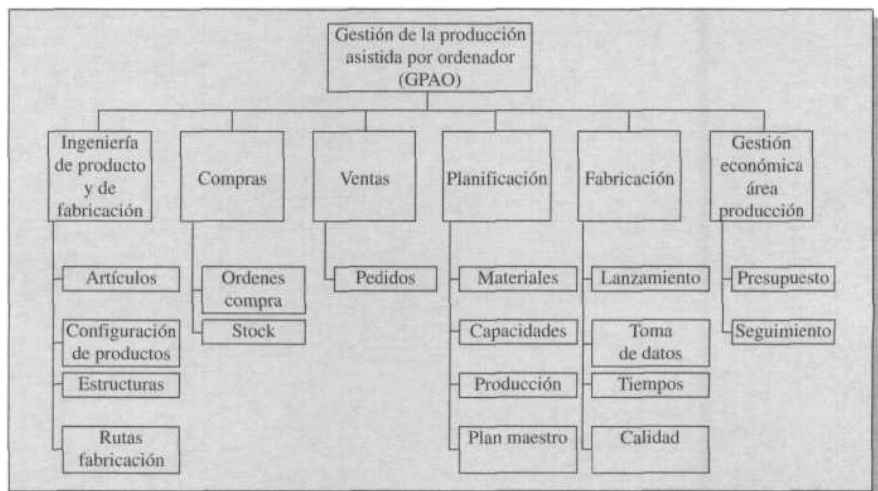 Gestión de la producción
asistida por ordenador
(GPAO)
Ingeniería
de producto
y de
fabricación
Compras
Ventas
Planificación
Fabricación
Gestión
económica
área
producción
Artículos
Configuración
de productos
Estructuras
Rutas
fabricación
Ordenes
compra
Stock
Pedidos
Materiales
Capacidades
Producción
Plan maestro
Lanzamiento
Toma
de datos
Tiempos
Calidad
Presupuesto
Seguimiento